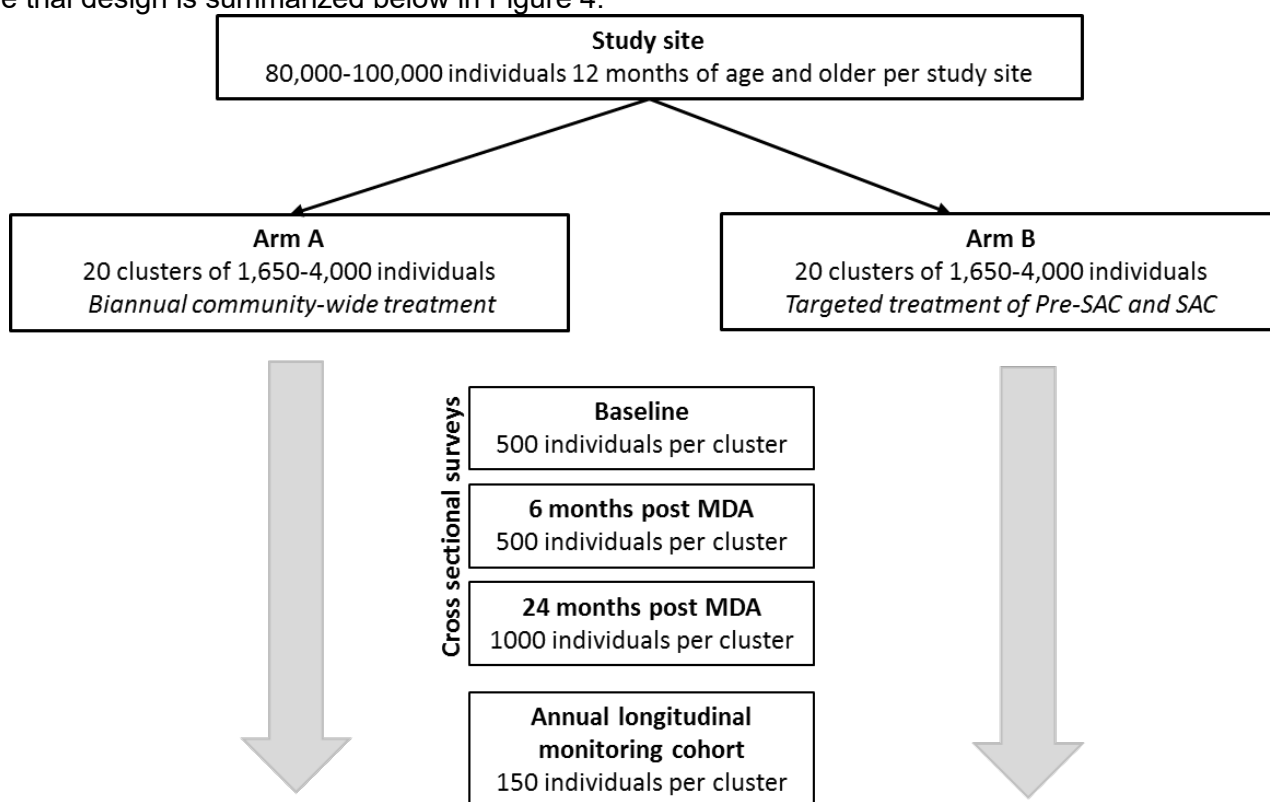 trial design is summarized below in Figure 4.
Study site
80,000-100,000 individuals 12 months of age and older per study site
Arm A
20 clusters of 1,650-4,000 individuals
Biannual community-wide treatment
Arm B
20 clusters of 1,650-4,000 individuals
Targeted treatment of Pre-SAC and SAC
Cross sectional surveys
Baseline
500 individuals per cluster
6 months post MDA
500 individuals per cluster
24 months post MDA
1000 individuals per cluster
Annual longitudinal
monitoring cohort
150 individuals per cluster